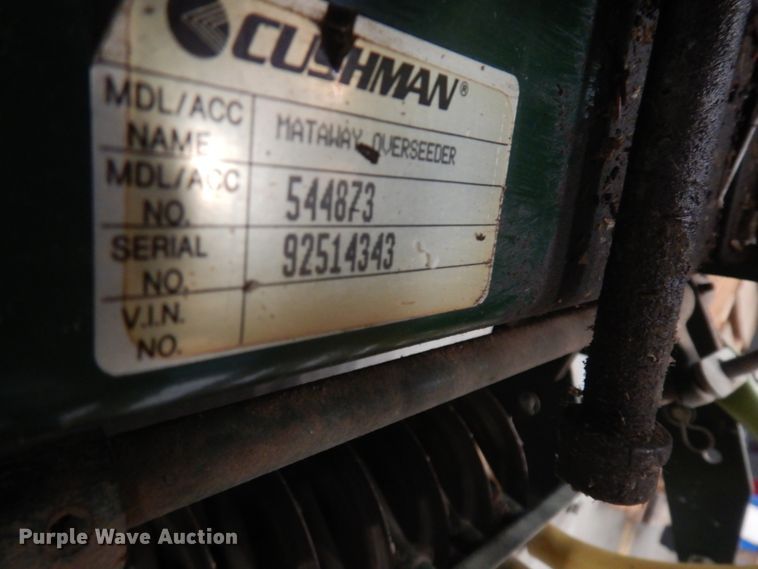 CUSHMAN®
MDL/ACC NAME MATAWAY OVERSEEDER
MDL/ACC NO. 544873
SERIAL NO. 92514343
V.I.N. NO.
Purple Wave Auction